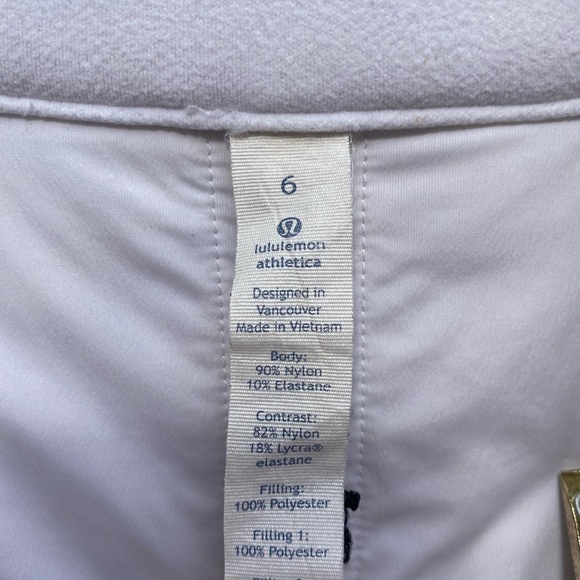 6
lululemon
athletica
Designed in
Vancouver
Made in Vietnam
Body:
90% Nylon
10% Elastane
Contrast:
82% Nylon
18% Lycra®
elastane
Filling:
100% Polyester
Filling 1:
100% Polyester